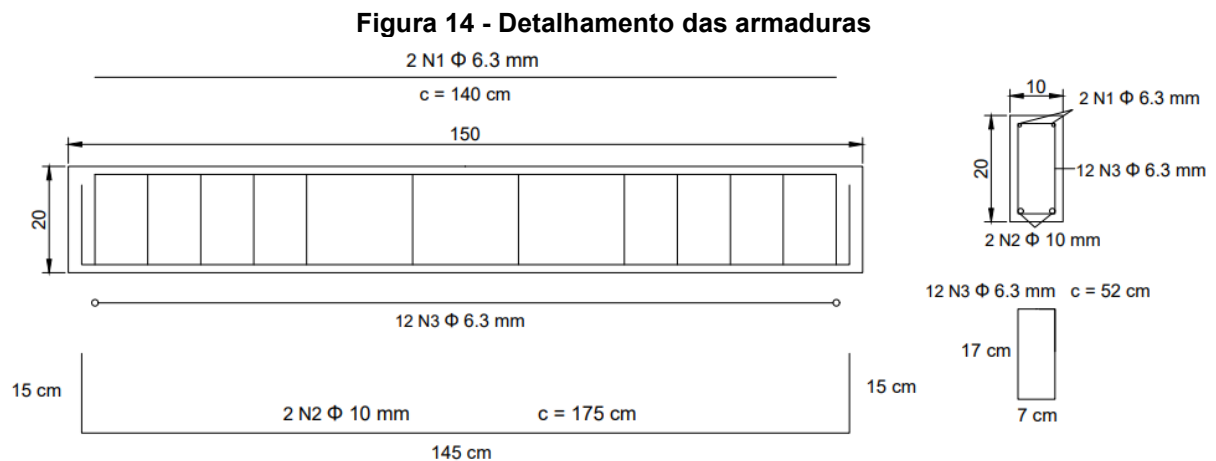 Figura 14 - Detalhamento das armaduras
2 N1 Φ 6.3 mm
c = 140 cm
150
20
12 N3 Φ 6.3 mm
15 cm
2 N2 Φ 10 mm
c = 175 cm
15 cm
145 cm
10
2 N1 Φ 6.3 mm
20
12 N3 Φ 6.3 mm
2 N2 Φ 10 mm
12 N3 Φ 6.3 mm c = 52 cm
17 cm
7 cm